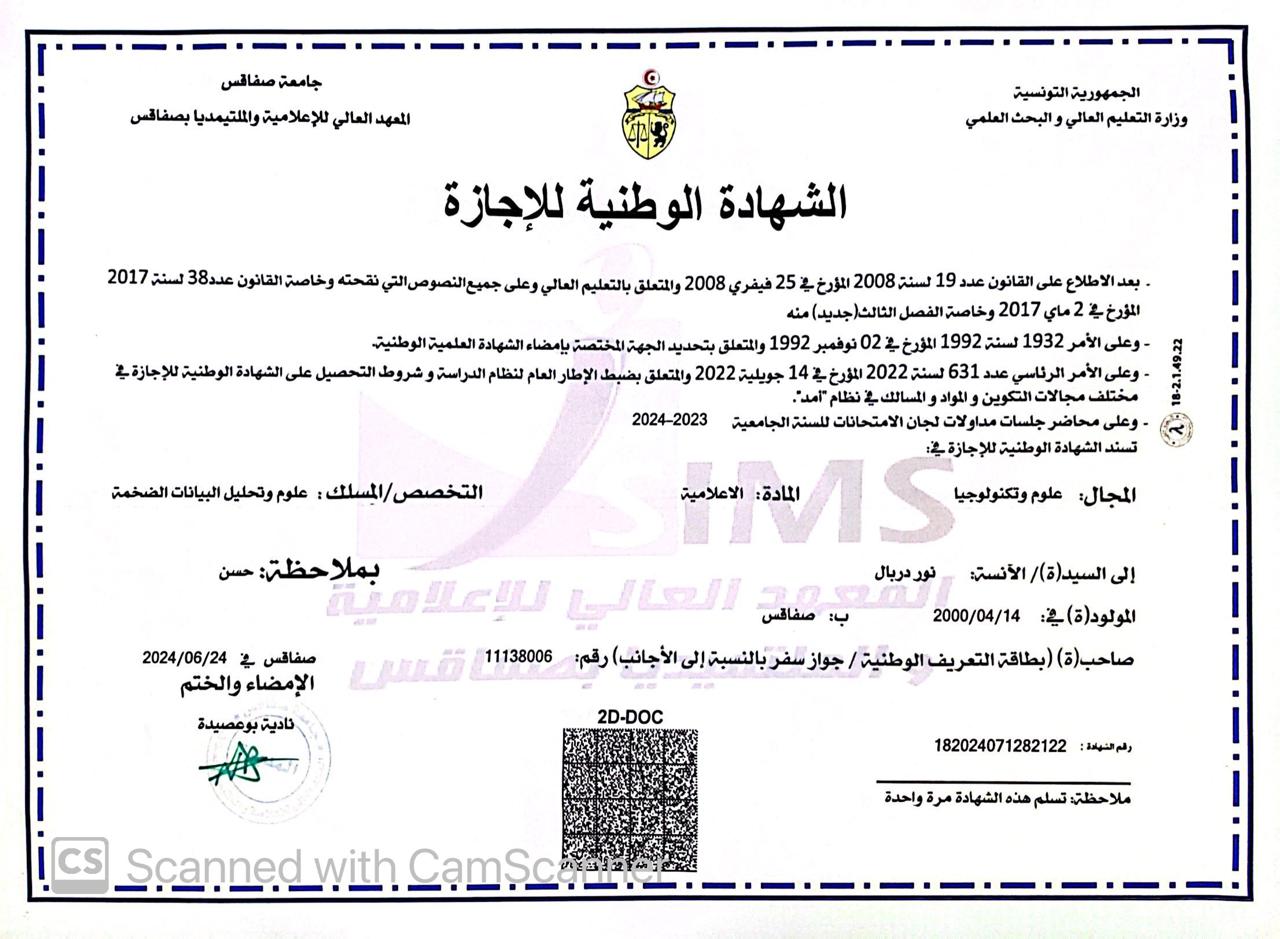 الجمهورية التونسية
وزارة التعليم العالي و البحث العلمي
جامعة صفاقس
المعهد العالي للإعلامية والملتيمديا بصفاقس
الشهادة الوطنية للإجازة
- بعد الاطلاع على القانون عدد 19 لسنة 2008 المؤرخ في 25 فيفري 2008 والمتعلق بالتعليم العالي وعلى جميع النصوص التي نقحته وخاصة القانون عدد 38 لسنة 2017
المؤرخ في 2 ماي 2017 وخاصة الفصل الثالث (جديد) منه
- وعلى الأمر 1932 لسنة 1992 المؤرخ في 02 نوفمبر 1992 والمتعلق بتحديد الجهة المختصة بإمضاء الشهادة العلمية الوطنية.
- وعلى الأمر الرئاسي عدد 631 لسنة 2022 المؤرخ في 14 جويلية 2022 والمتعلق بضبط الإطار العام لنظام الدراسة و شروط التحصيل على الشهادة الوطنية للإجازة في
مختلف مجالات التكوين و المواد و المسالك في نظام "أمد".
- وعلى محاضر جلسات مداولات لجان الامتحانات للسنة الجامعية 2023-2024
تسند الشهادة الوطنية للإجازة في:
18-2.1.49.22
المجال: علوم وتكنولوجيا المادة: الاعلامية التخصص/المسلك: علوم وتحليل البيانات الضخمة
إلى السيد(ة)/ الآنسة: نور دربال بملاحظة: حسن
المولود(ة) في: 2000/04/14 ب: صفاقس
صاحب(ة) (بطاقة التعريف الوطنية / جواز سفر بالنسبة إلى الأجانب) رقم: 11138006
صفاقس في 2024/06/24
الإمضاء والختم
نادية بوعصيدة
2D-DOC
رقم الشهادة: 182024071282122
ملاحظة: تسلم هذه الشهادة مرة واحدة
SIMS
المعهد العالي للإعلامية
و الملتميديا بصفاقس
CS Scanned with CamScanner